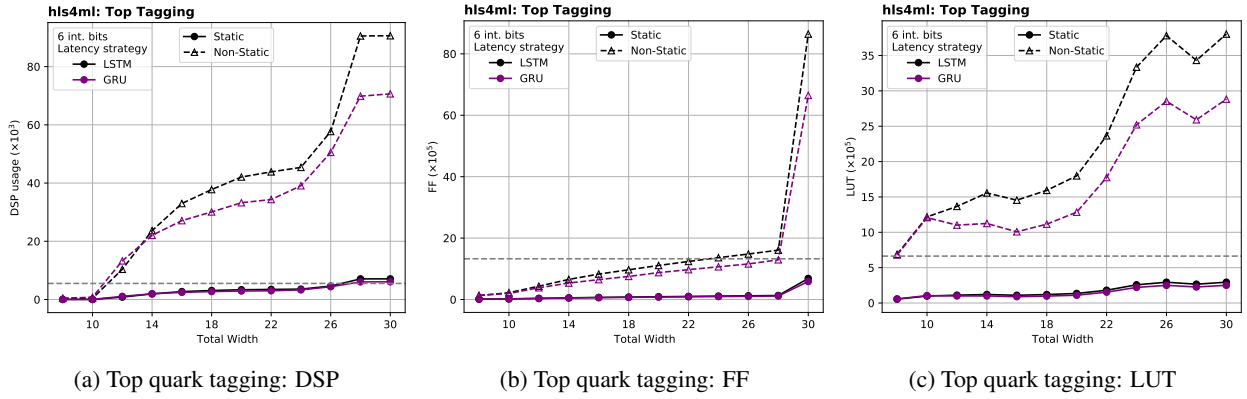 hls4ml: Top Tagging
6 int. bits
Latency strategy
LSTM
GRU
Static
Non-Static
DSP usage (×10³)
80
60
40
20
0
10 14 18 22 26 30
Total Width
(a) Top quark tagging: DSP
hls4ml: Top Tagging
6 int. bits
Latency strategy
LSTM
GRU
Static
Non-Static
FF (×10⁵)
80
60
40
20
0
10 14 18 22 26 30
Total Width
(b) Top quark tagging: FF
hls4ml: Top Tagging
6 int. bits
Latency strategy
LSTM
GRU
Static
Non-Static
LUT (×10⁵)
35
30
25
20
15
10
5
0
10 14 18 22 26 30
Total Width
(c) Top quark tagging: LUT